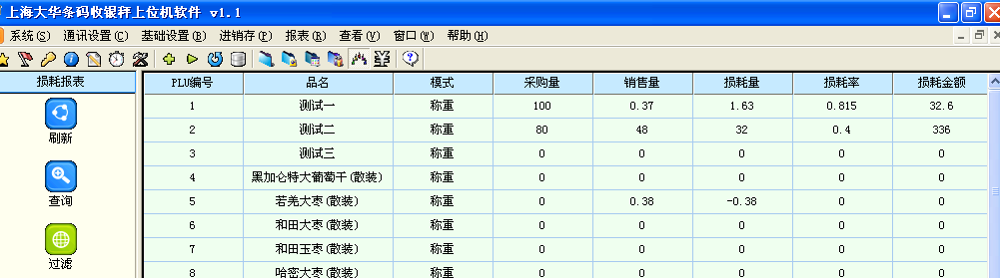 上海大华条码收银秤上位机软件 v1.1
系统(S) 通讯设置(C) 基础设置(B) 进销存(P) 报表(R) 查看(V) 窗口(W) 帮助(H)
损耗报表 PLU编号 品名 模式 采购量 销售量 损耗量 损耗率 损耗金额
1 测试一 称重 100 0.37 1.63 0.815 32.6
刷新
2 测试二 称重 80 48 32 0.4 336
3 测试三 称重 0 0 0 0 0
4 黑加仑特大葡萄干(散装) 称重 0 0 0 0 0
查询
5 若羌大枣(散装) 称重 0 0.38 -0.38 0 0
6 和田大枣(散装) 称重 0 0 0 0 0
7 和田玉枣(散装) 称重 0 0 0 0 0
过滤
8 哈密大枣(散装) 称重 0 0 0 0 0